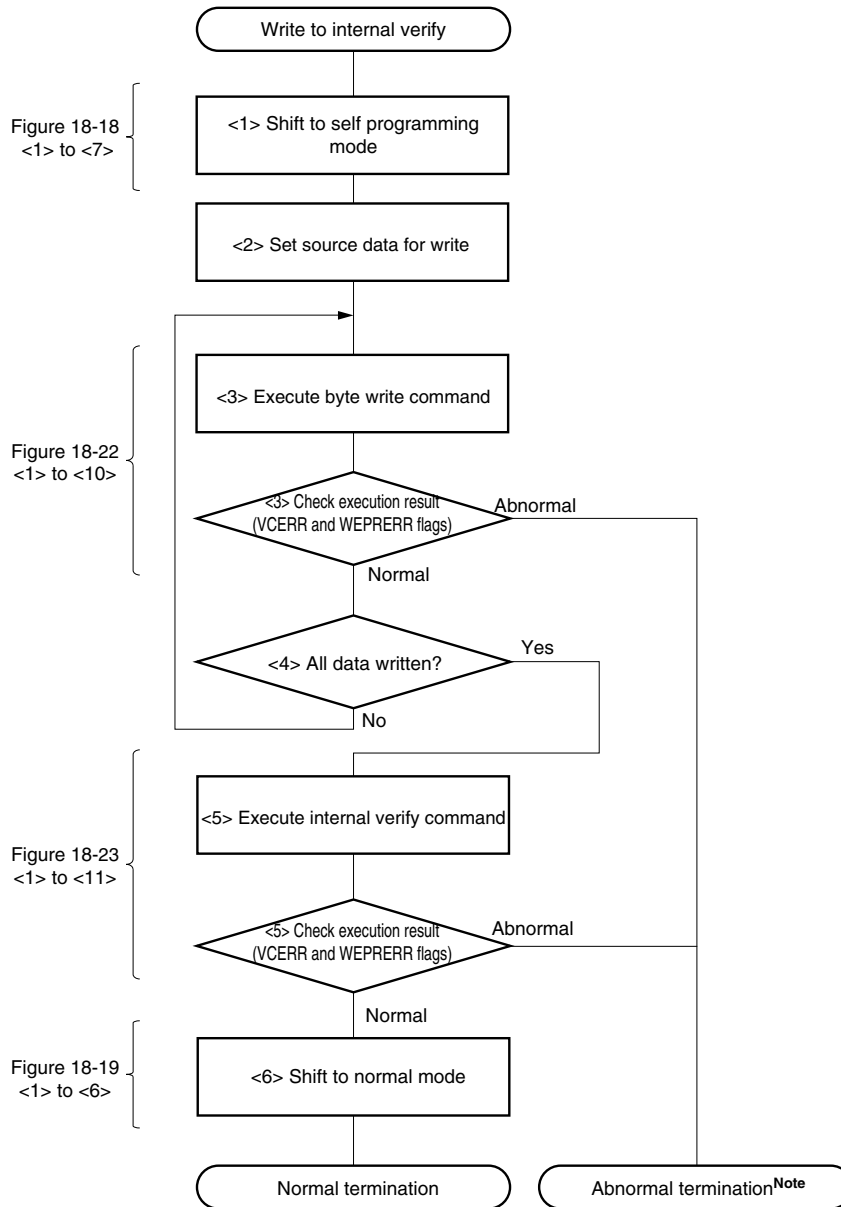 Write to internal verify
Figure 18-18
<1> to <7>
<1> Shift to self programming
mode
<2> Set source data for write
Figure 18-22
<1> to <10>
<3> Execute byte write command
<3> Check execution result
(VCERR and WEPRERR flags)
Abnormal
Normal
<4> All data written?
Yes
No
Figure 18-23
<1> to <11>
<5> Execute internal verify command
<5> Check execution result
(VCERR and WEPRERR flags)
Abnormal
Normal
Figure 18-19
<1> to <6>
<6> Shift to normal mode
Normal termination
Abnormal terminationNote